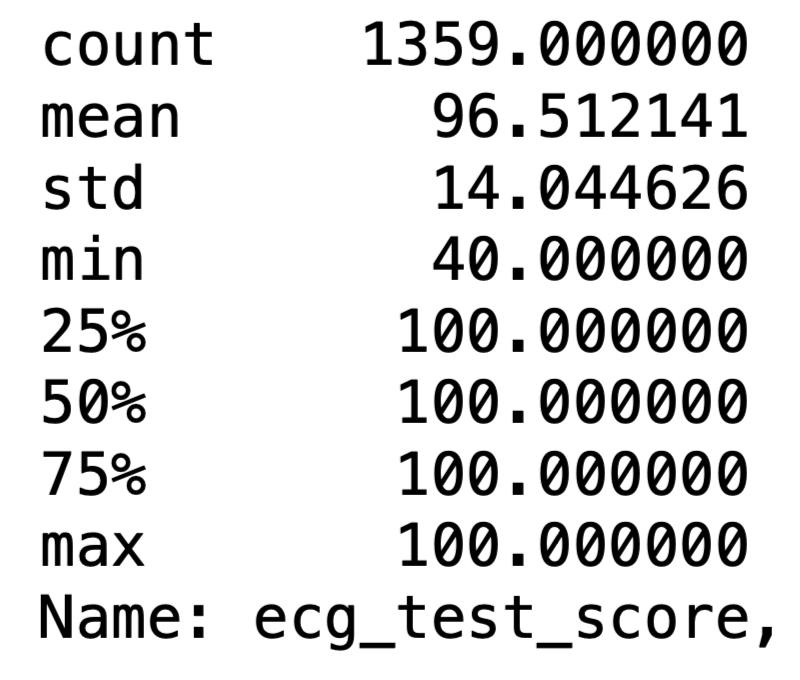 count 1359.000000
mean 96.512141
std 14.044626
min 40.000000
25% 100.000000
50% 100.000000
75% 100.000000
max 100.000000
Name: ecg_test_score,